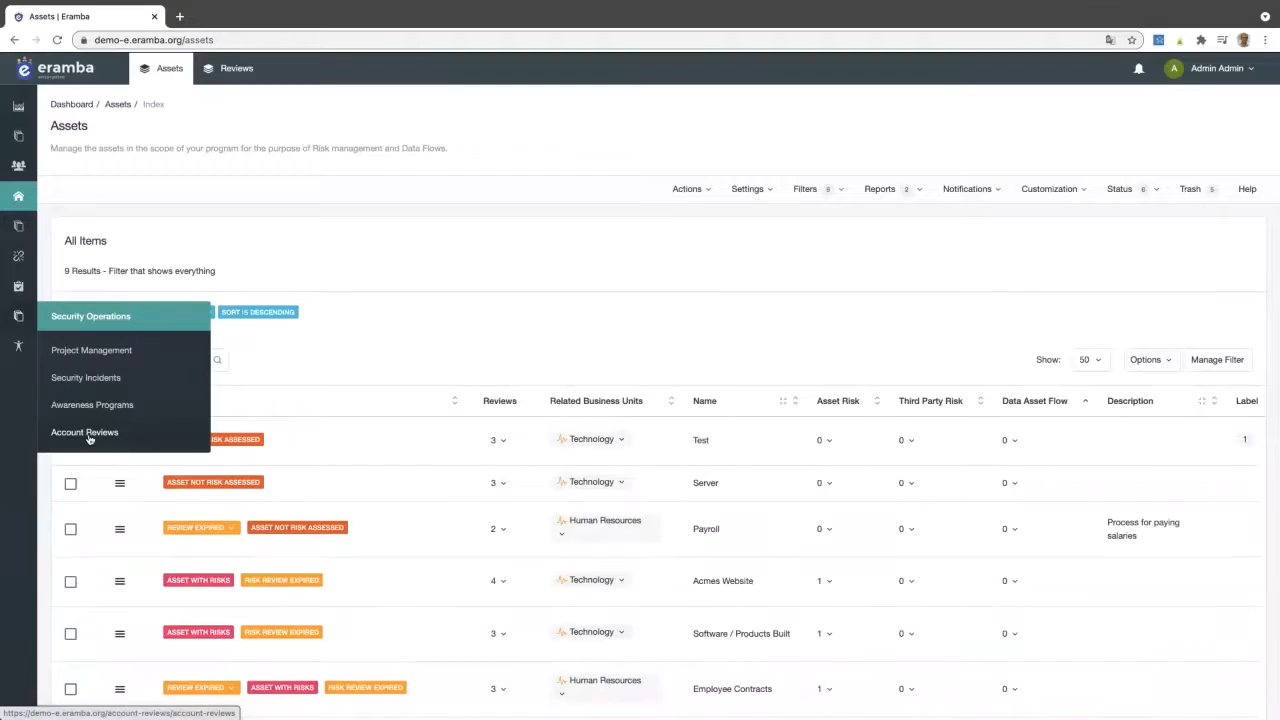 Assets | Eramba
demo-e.eramba.org/assets
eramba
enterprise
Assets
Reviews
A
Admin Admin
Dashboard / Assets / Index
Assets
Manage the assets in the scope of your program for the purpose of Risk management and Data Flows.
Actions Settings Filters 8 Reports 2 Notifications Customization Status 6 Trash 5 Help
All Items
9 Results - Filter that shows everything
Security Operations
SORT IS DESCENDING
Project Management
Security Incidents
Awareness Programs
Account Reviews
Show: 50 Options Manage Filter
Reviews Related Business Units Name Asset Risk Third Party Risk Data Asset Flow Description Label
ISK ASSESSED 3 Technology Test 0 0 0 1
ASSET NOT RISK ASSESSED 3 Technology Server 0 0 0
REVIEW EXPIRED ASSET NOT RISK ASSESSED 2 Human Resources Payroll 0 0 0 Process for paying
salaries
ASSET WITH RISKS RISK REVIEW EXPIRED 4 Technology Acmes Website 1 0 0
ASSET WITH RISKS RISK REVIEW EXPIRED 3 Technology Software / Products Built 1 0 0
REVIEW EXPIRED ASSET WITH RISKS RISK REVIEW EXPIRED 3 Human Resources Employee Contracts 1 0 0
https://demo-e.eramba.org/account-reviews/account-reviews